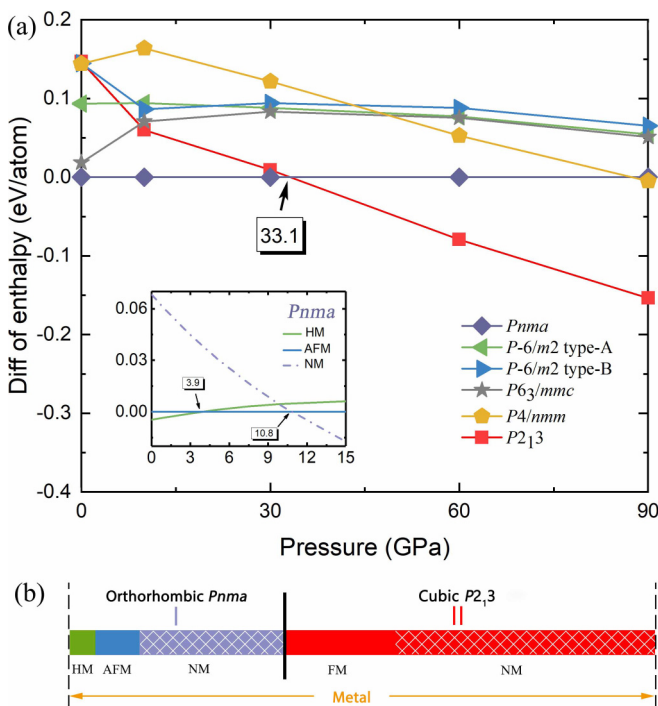 (a)
Diff of enthalpy (eV/atom)
0.2
0.1
0.0
-0.1
-0.2
-0.3
-0.4
33.1
0.06
0.03
0.00
Pnma
HM
AFM
NM
3.9
10.8
0 3 6 9 12 15
Pnma
P-6/m2 type-A
P-6/m2 type-B
P6₃/mmc
P4/nmm
P2₁3
0 30 60 90
Pressure (GPa)
(b)
Orthorhombic Pnma
Cubic P2₁3
HM AFM NM FM NM
Metal